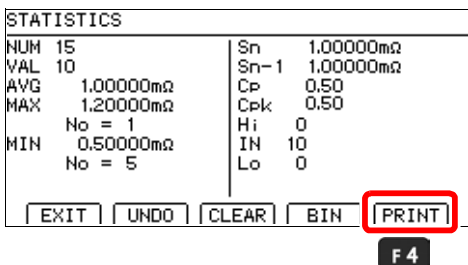 STATISTICS
NUM 15
VAL 10
AVG 1.00000mΩ
MAX 1.20000mΩ
No = 1
MIN 0.50000mΩ
No = 5
Sn 1.00000mΩ
Sn-1 1.00000mΩ
Cp 0.50
Cpk 0.50
Hi 0
IN 10
Lo 0
EXIT UNDO CLEAR BIN PRINT
F4